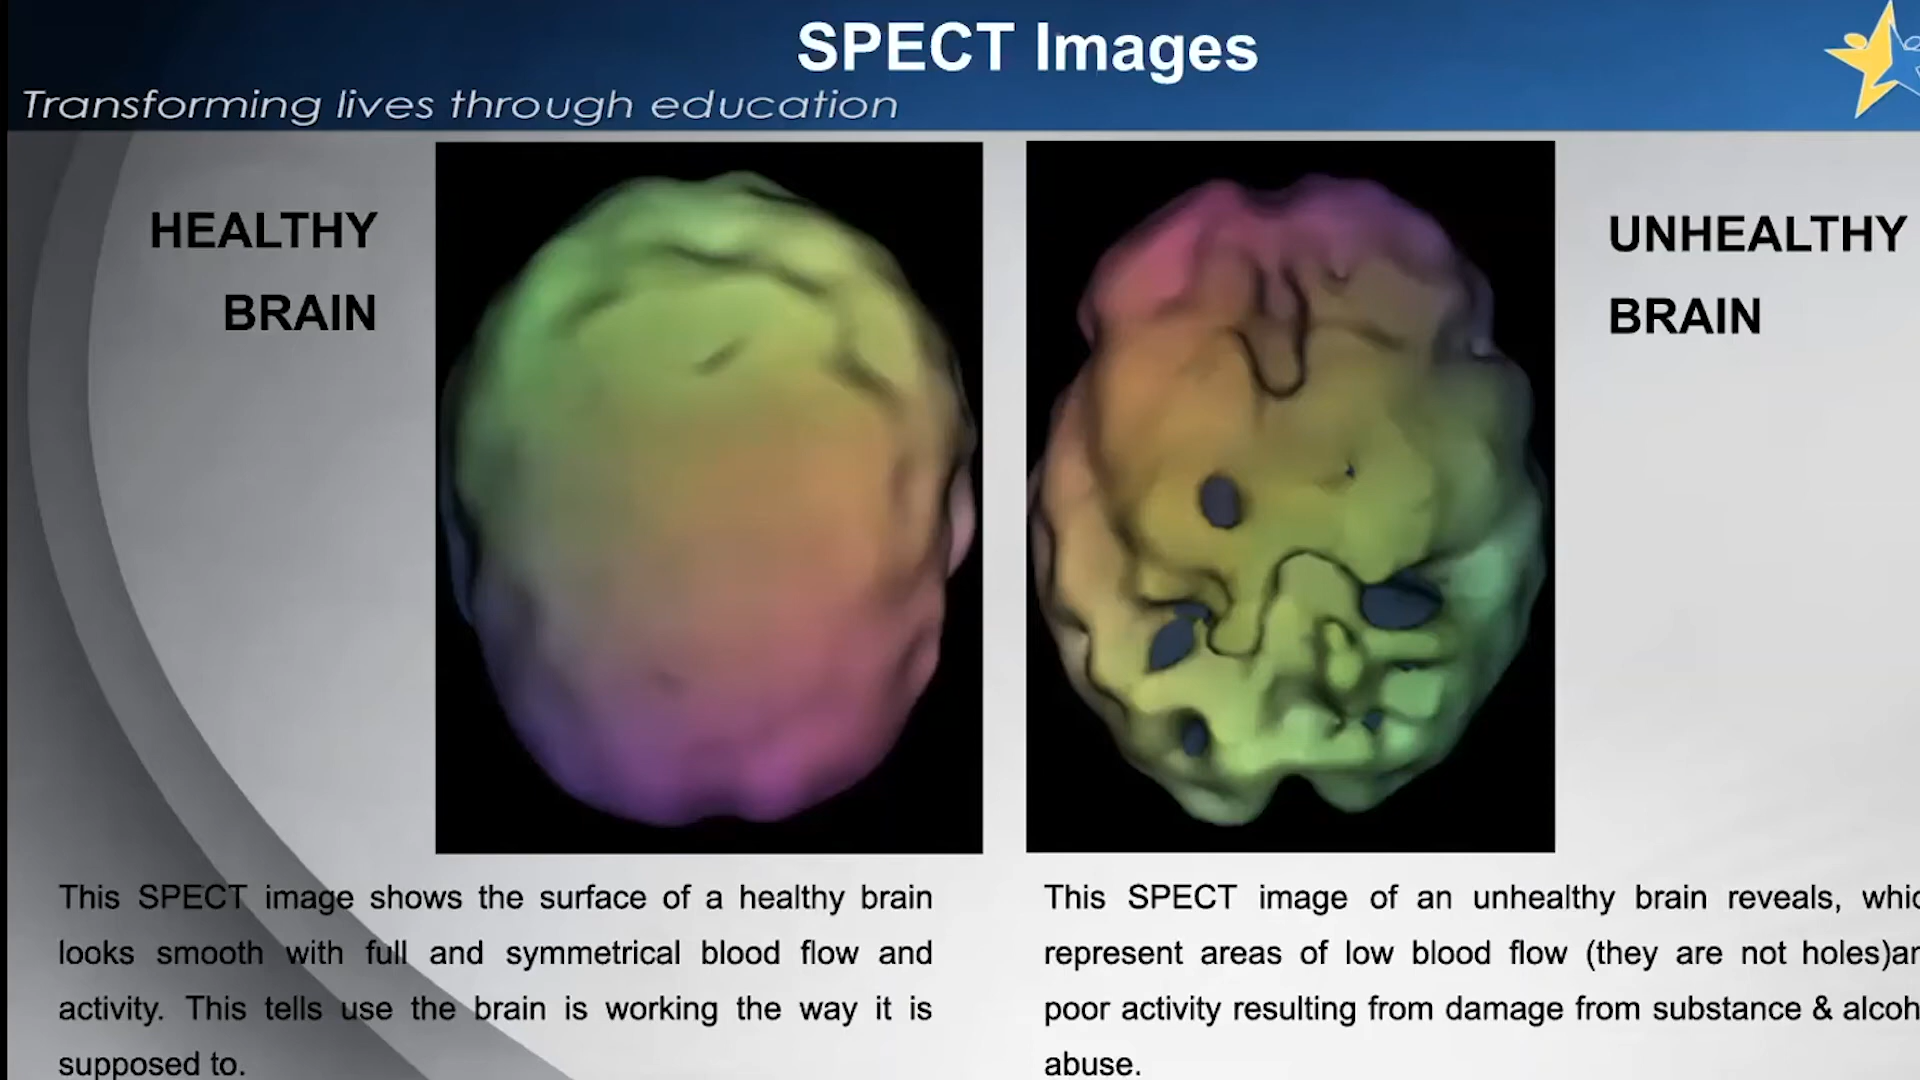 SPECT Images
Transforming lives through education
HEALTHY
BRAIN
UNHEALTHY
BRAIN
This SPECT image shows the surface of a healthy brain
looks smooth with full and symmetrical blood flow and
activity. This tells use the brain is working the way it is
supposed to.
This SPECT image of an unhealthy brain reveals,
represent areas of low blood flow (they are not holes)
poor activity resulting from damage from substance &
abuse.